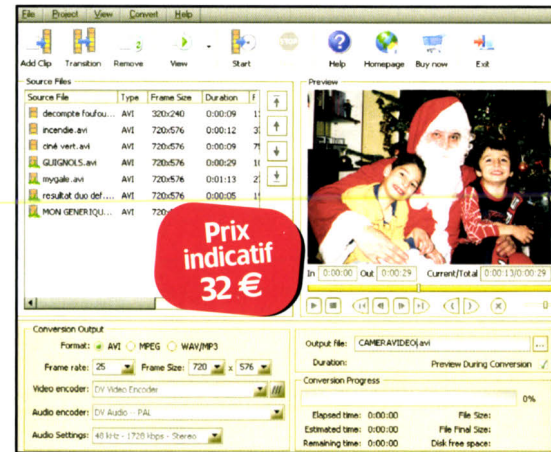 File Project View Convert Help
Add Clip Transition Remove View Start STOP Help Homepage Buy now Exit
Source Files
Source File Type Frame Size Duration F
decompte foufou... AVI 320x240 0:00:09
incendie.avi AVI 720x576 0:00:12
ciné vert.avi AVI 720x576 0:00:09
GUIGNOLS.avi AVI 720x576 0:00:29
mygale.avi AVI 720x576 0:01:13
resultat duo def.... AVI 720x576 0:00:05
MON GENERIQU... AVI
Prix
indicatif
32 €
Preview
In 0:00:00 Out 0:00:29 Current/Total 0:00:13/0:00:29
0
Conversion Output
Format: AVI MPEG WAV/MP3
Frame rate: 25 Frame Size: 720 x 576
Video encoder: DV Video Encoder
Audio encoder: DV Audio -- PAL
Audio Settings: 48 kHz - 1728 kbps - Stereo
Output file: CAMERAVIDEOj.avi ...
Duration: Preview During Conversion
Conversion Progress
0%
Elapsed time: 0:00:00 File Size:
Estimated time: 0:00:00 File Final Size:
Remaining time: 0:00:00 Disk free space: